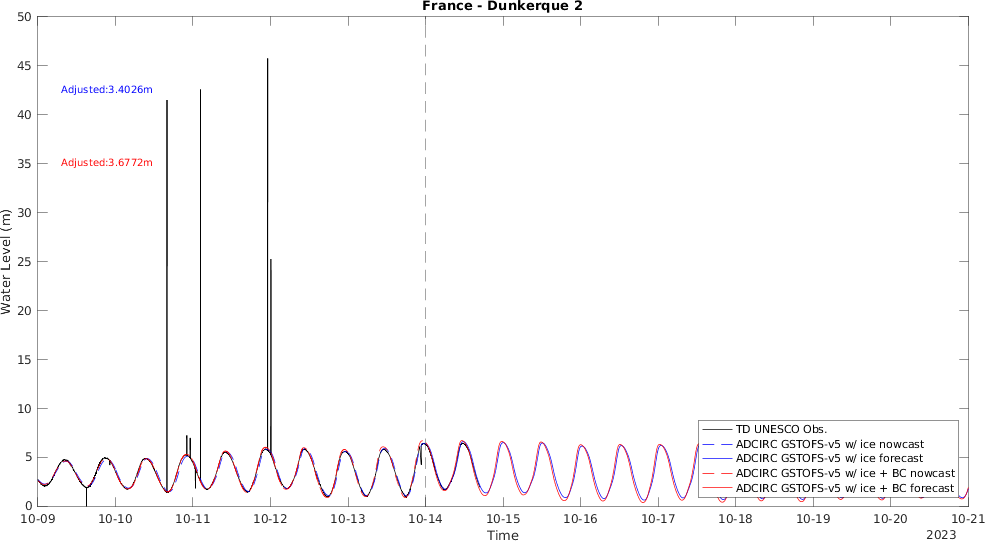 France - Dunkerque 2
50
45
40
35
30
25
20
15
10
5
0
Water Level (m)
Adjusted:3.4026m
Adjusted:3.6772m
TD UNESCO Obs.
ADCIRC GSTOFS-v5 w/ ice nowcast
ADCIRC GSTOFS-v5 w/ ice forecast
ADCIRC GSTOFS-v5 w/ ice + BC nowcast
ADCIRC GSTOFS-v5 w/ ice + BC forecast
10-09 10-10 10-11 10-12 10-13 10-14 10-15 10-16 10-17 10-18 10-19 10-20 10-21
Time
2023